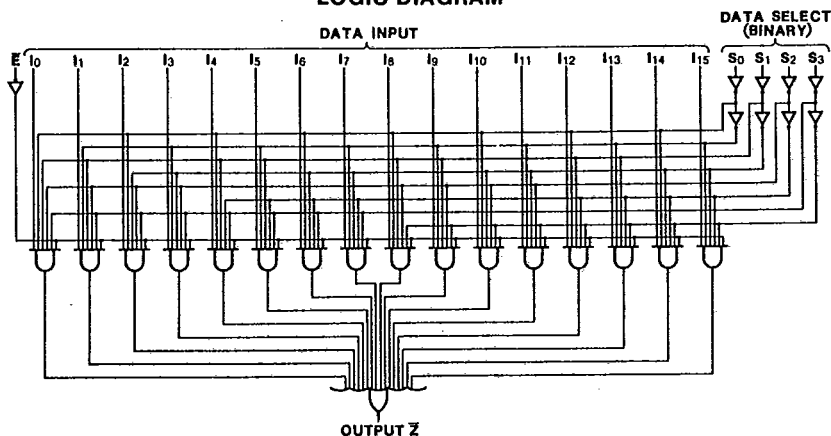 LOGIC DIAGRAM
DATA SELECT
(BINARY)
DATA INPUT
E̅ I0 I1 I2 I3 I4 I5 I6 I7 I8 I9 I10 I11 I12 I13 I14 I15 S0 S1 S2 S3
OUTPUT Z̅